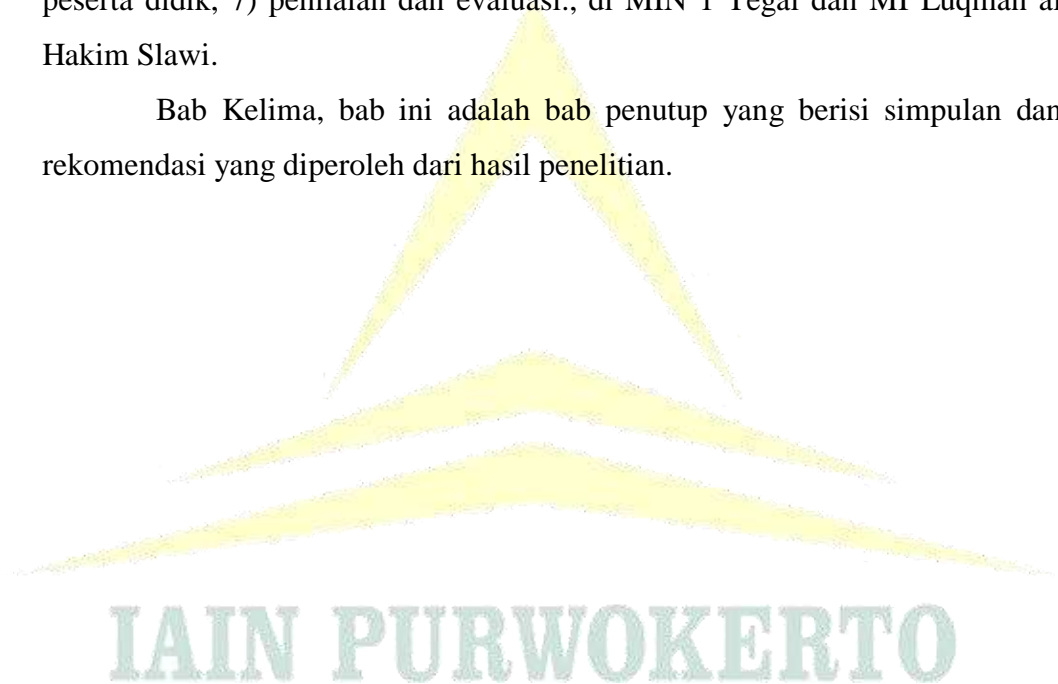 peserta didik, 7) penilaian dan evaluasi., di MIN 1 Tegal dan MI Luqman al
Hakim Slawi.
Bab Kelima, bab ini adalah bab penutup yang berisi simpulan dan
rekomendasi yang diperoleh dari hasil penelitian.
IAIN PURWOKERTO